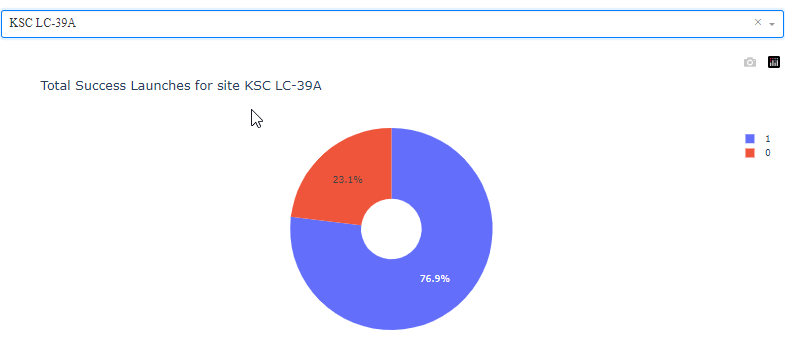 KSC LC-39A
Total Success Launches for site KSC LC-39A
1
0
23.1%
76.9%